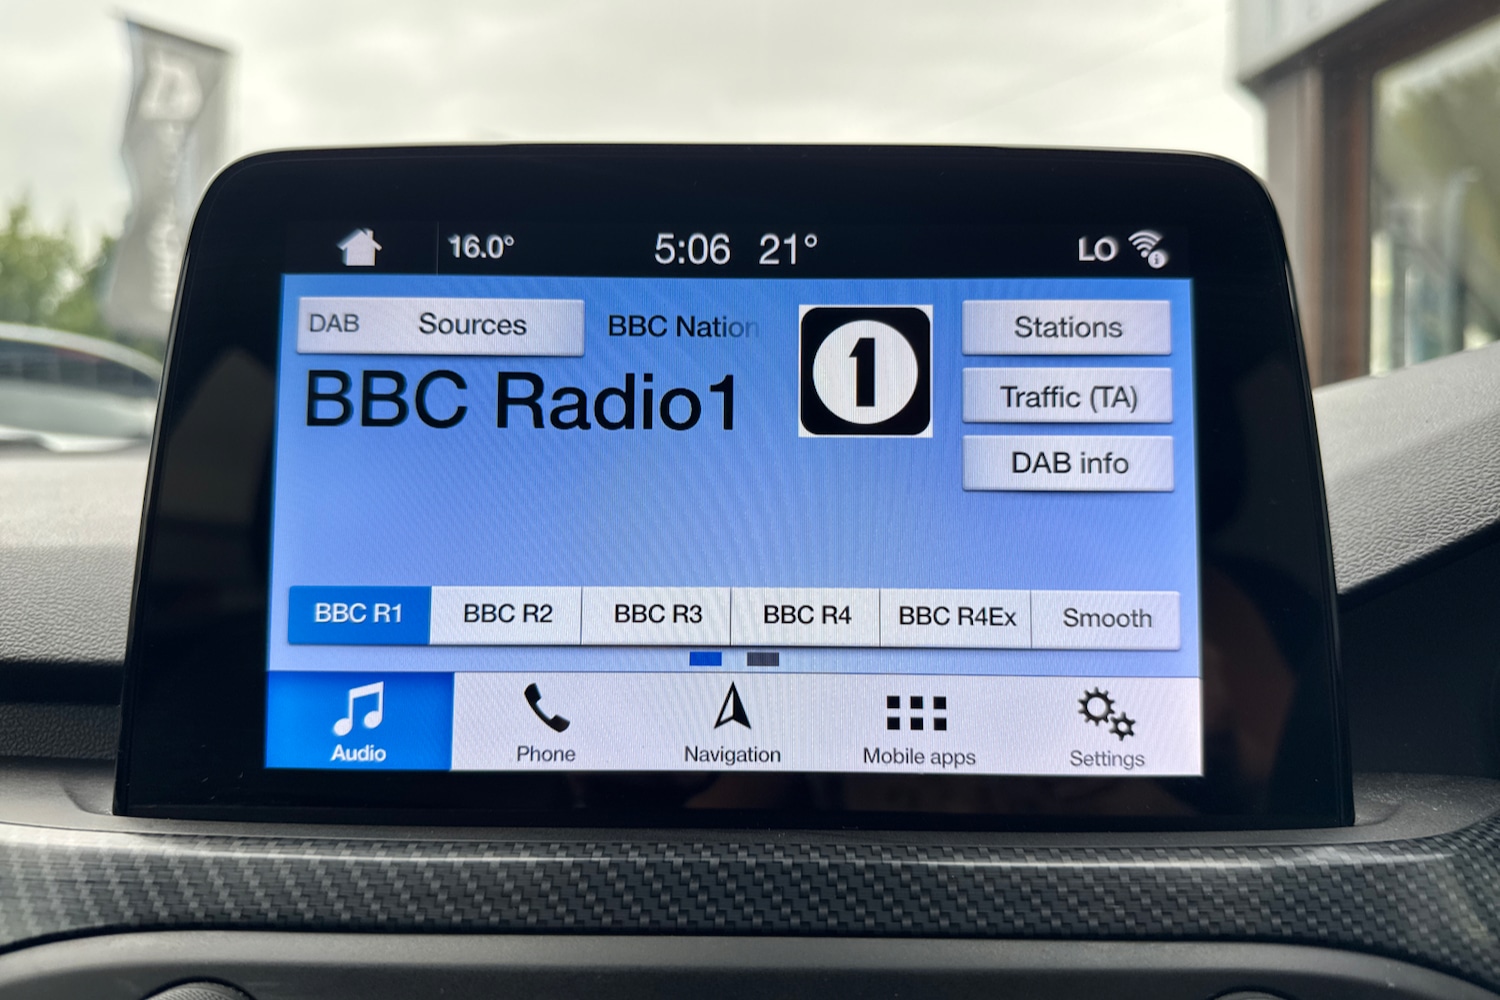 16.0° 5:06 21° LO
DAB Sources BBC Nation
1
Stations
BBC Radio1
Traffic (TA)
DAB info
BBC R1 BBC R2 BBC R3 BBC R4 BBC R4Ex Smooth
Audio Phone Navigation Mobile apps Settings